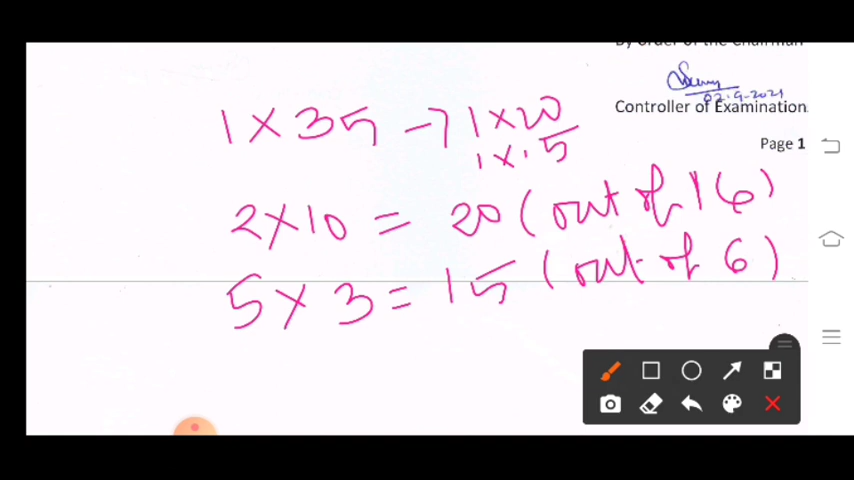 By order of the Chairman
02.9.2021
Controller of Examination
Page 1
1 × 35 → 1 × 20
1 × 15
2 × 10 = 20 (out of 16)
5 × 3 = 15 (out of 6)